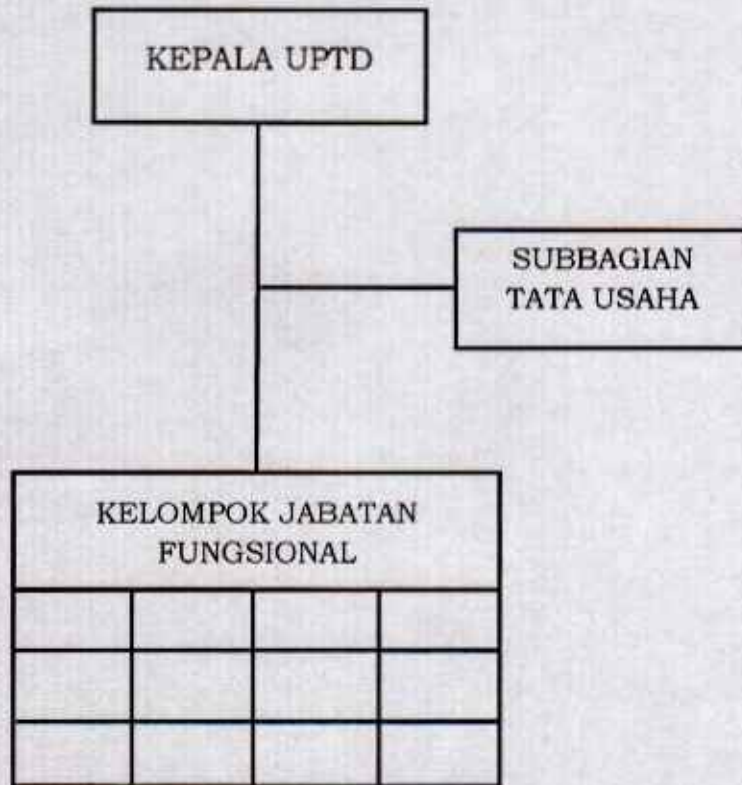 KEPALA UPTD
SUBBAGIAN
TATA USAHA
KELOMPOK JABATAN
FUNGSIONAL